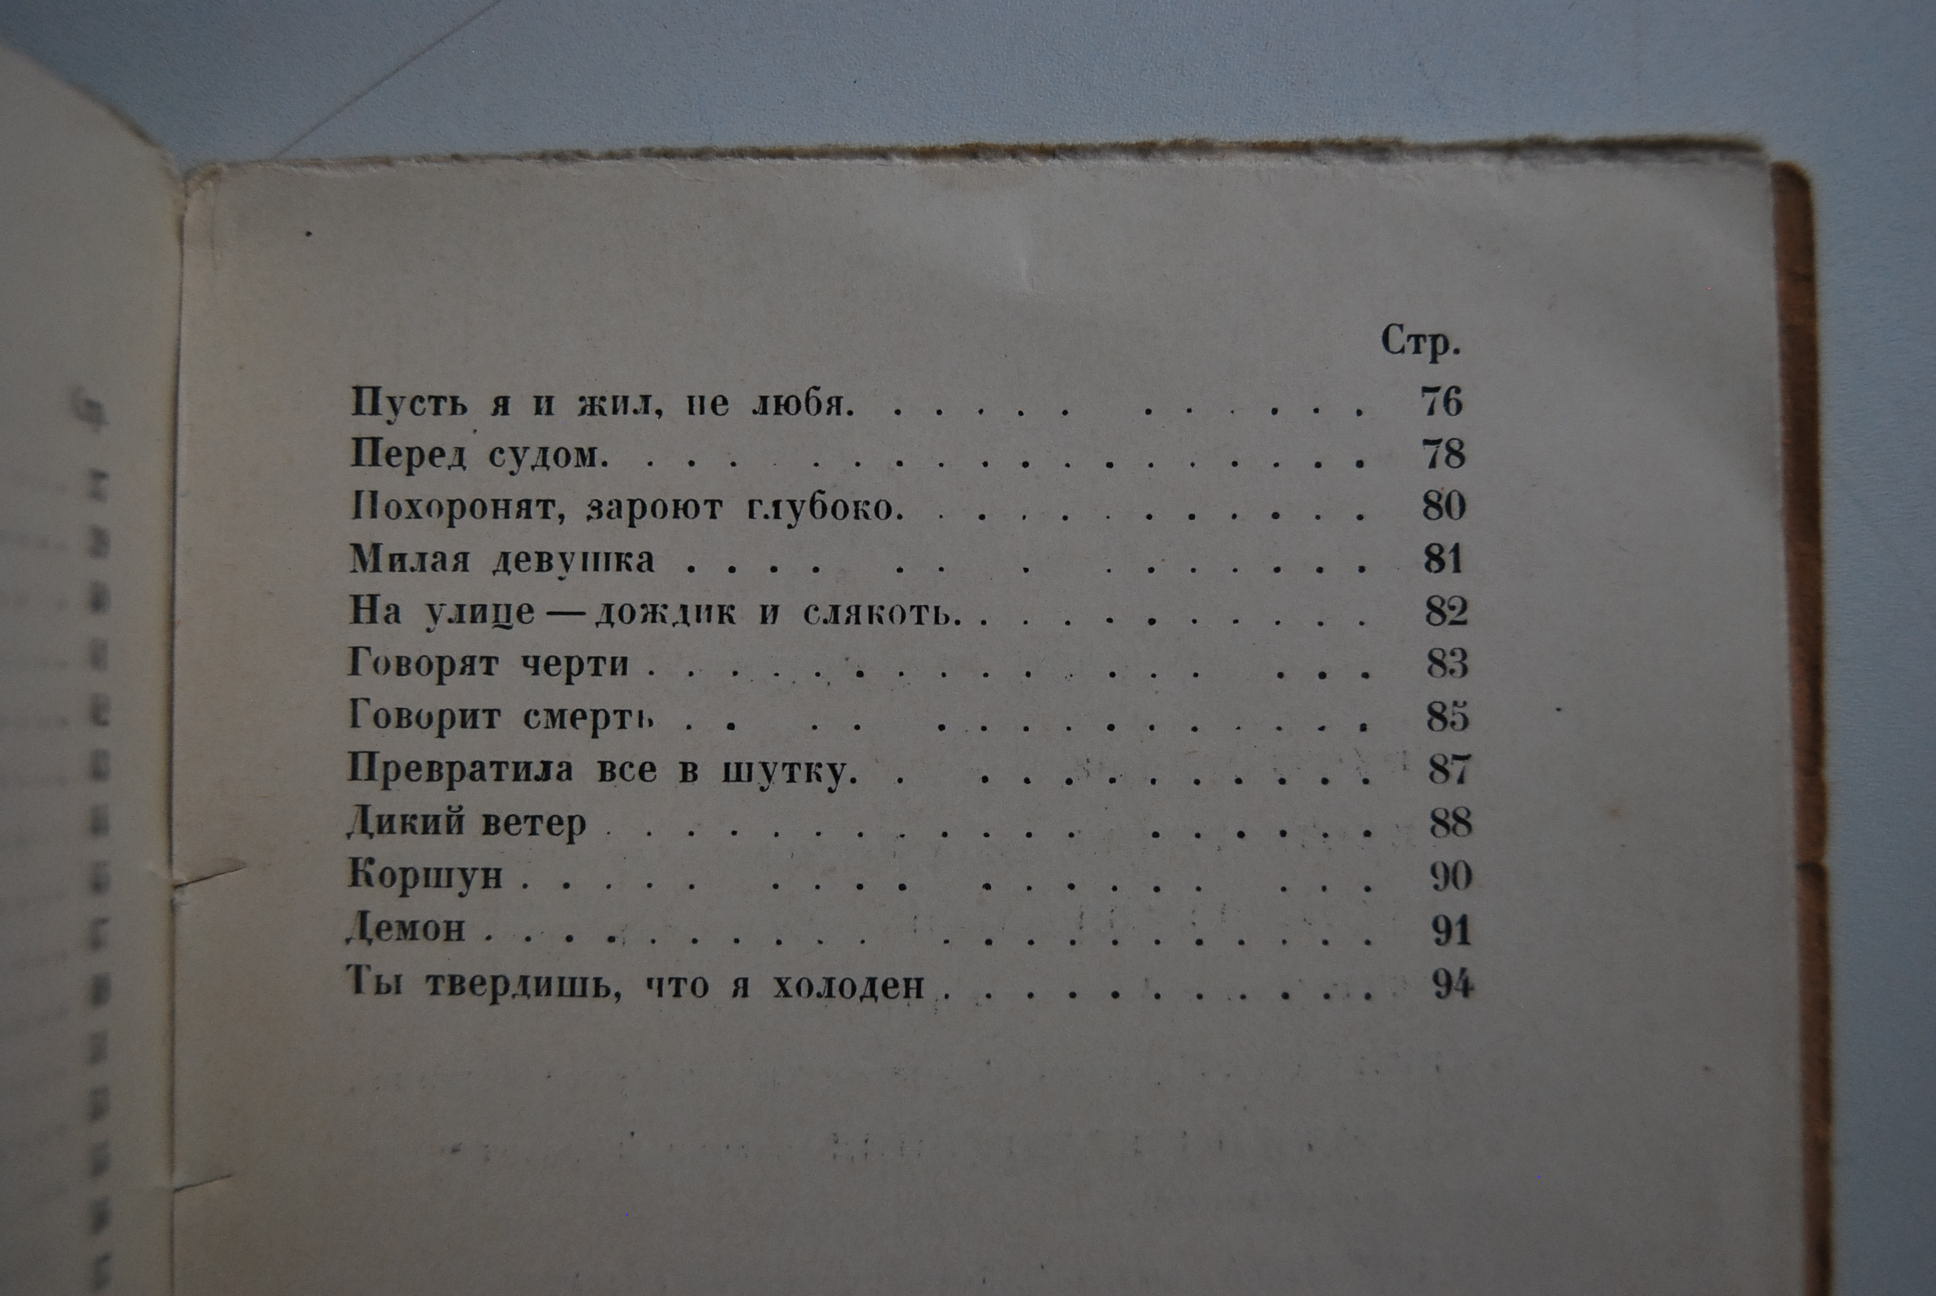 Стр.
Пусть я и жил, не любя. . . . . . . . . . . . 76
Перед судом. . . . . . . . . . . . . . . . . . 78
Похоронят, зароют глубоко. . . . . . . . . . . . 80
Милая девушка . . . . . . . . . . . . . . 81
На улице — дождик и слякоть. . . . . . . . . . . 82
Говорят черти . . . . . . . . . . . . . . . . . 83
Говорит смерть . . . . . . . . . . . . . . . 85
Превратила все в шутку. . . . . . . . . . . . 87
Дикий ветер . . . . . . . . . . . . . . . . . . 88
Коршун . . . . . . . . . . . . . . . . . . 90
Демон . . . . . . . . . . . . . . . . . . . . . 91
Ты твердишь, что я холоден . . . . . . . . . . . 94